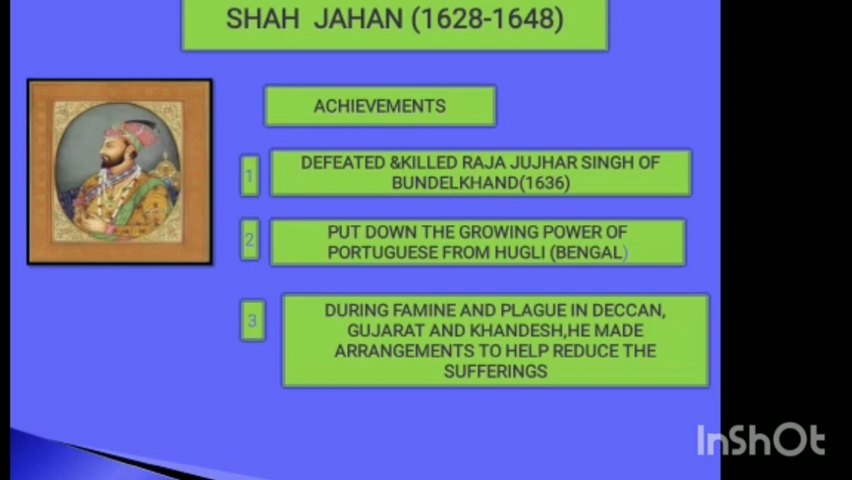 SHAH JAHAN (1628-1648)
ACHIEVEMENTS
1
DEFEATED &KILLED RAJA JUJHAR SINGH OF
BUNDELKHAND(1636)
2
PUT DOWN THE GROWING POWER OF
PORTUGUESE FROM HUGLI (BENGAL)
3
DURING FAMINE AND PLAGUE IN DECCAN,
GUJARAT AND KHANDESH,HE MADE
ARRANGEMENTS TO HELP REDUCE THE
SUFFERINGS
InShOt